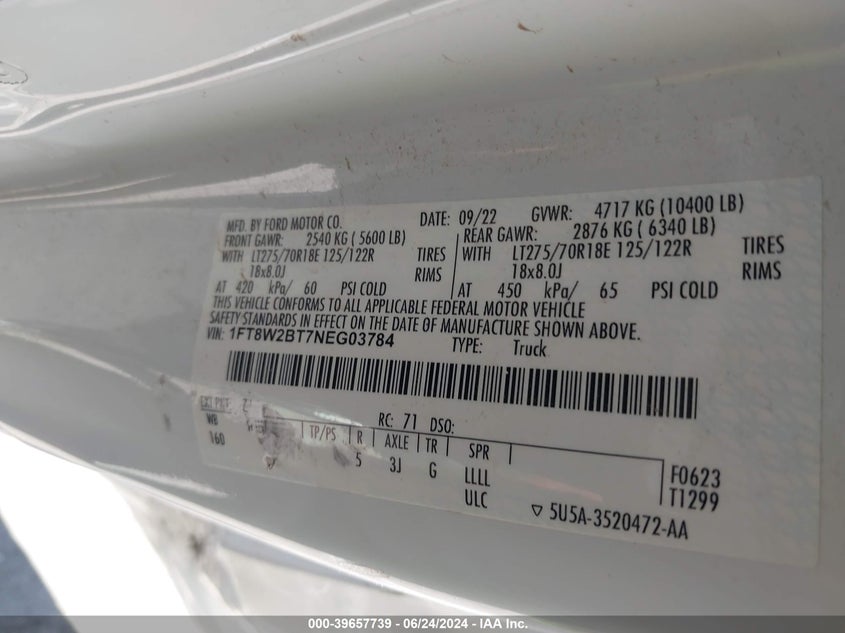 MFD. BY FORD MOTOR CO. DATE: 09/22 GVWR: 4717 KG (10400 LB)
FRONT GAWR: 2540 KG ( 5600 LB) REAR GAWR: 2876 KG ( 6340 LB)
WITH LT275/70R18E 125/122R TIRES WITH LT275/70R18E 125/122R TIRES
18x8.0J RIMS 18x8.0J RIMS
AT 420 kPa/ 60 PSI COLD AT 450 kPa/ 65 PSI COLD
THIS VEHICLE CONFORMS TO ALL APPLICABLE FEDERAL MOTOR VEHICLE
SAFETY STANDARDS IN EFFECT ON THE DATE OF MANUFACTURE SHOWN ABOVE.
VIN: 1FT8W2BT7NEG03784 TYPE: Truck
EXT PNT: RC: 71 DSO:
WB TP/PS R AXLE TR SPR
160 5 3J G LLLL F0623
ULC T1299
▽ 5U5A-3520472-AA
000-39657739 - 06/24/2024 - IAA Inc.